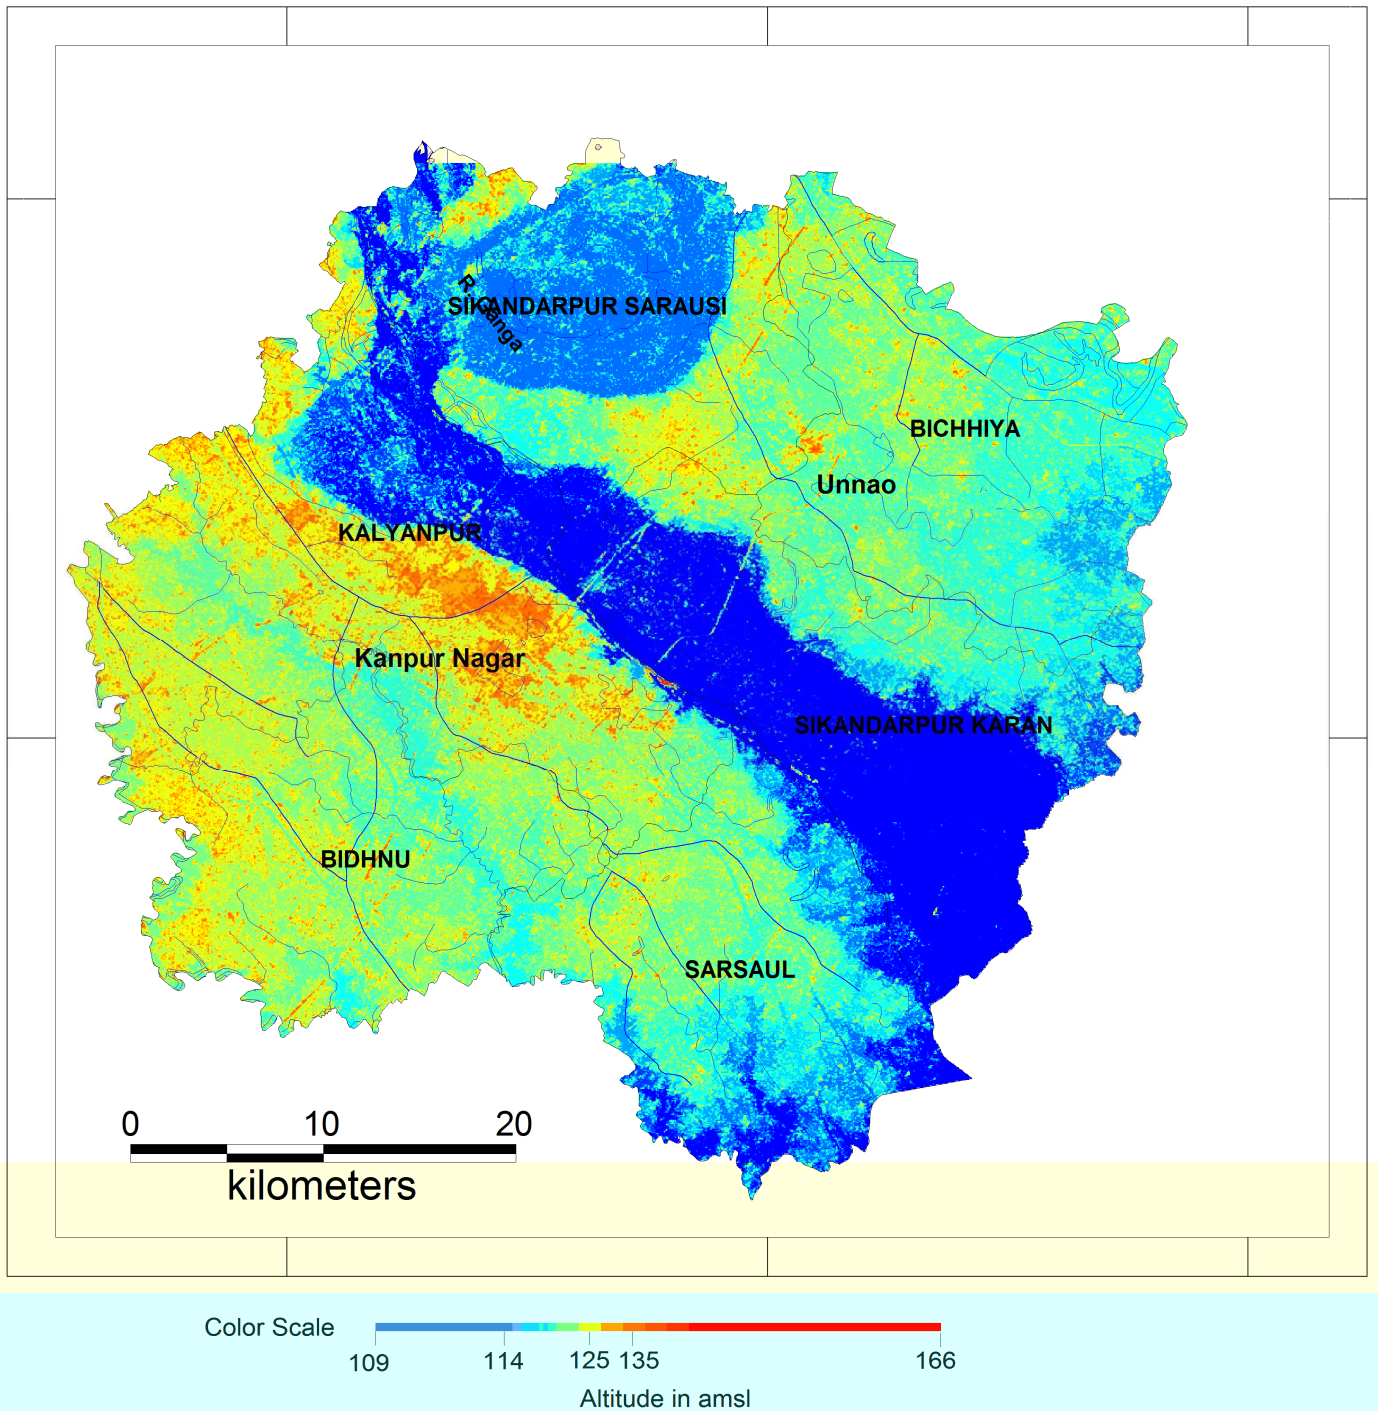 SIKANDARPUR SARAUSI
R. Ganga
BICHHIYA
Unnao
KALYANPUR
Kanpur Nagar
SIKANDARPUR KARAN
BIDHNU
SARSAUL
0 10 20
kilometers
Color Scale
109 114 125 135 166
Altitude in amsl